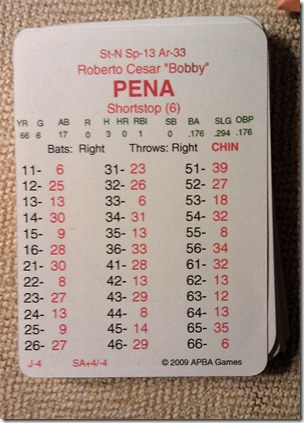 St-N Sp-13 Ar-33
Roberto Cesar "Bobby"
PENA
Shortstop (6)
YR G AB R H HR RBI SB BA SLG OBP
66 6 17 0 3 0 1 0 .176 .294 .176
Bats: Right Throws: Right CHIN
11- 6 31- 23 51- 39
12- 25 32- 26 52- 27
13- 13 33- 6 53- 18
14- 30 34- 31 54- 32
15- 9 35- 13 55- 8
16- 28 36- 33 56- 34
21- 30 41- 28 61- 32
22- 8 42- 13 62- 13
23- 27 43- 29 63- 12
24- 13 44- 8 64- 13
25- 9 45- 14 65- 35
26- 27 46- 29 66- 6
J-4 SA+4/-4 © 2009 APBA Games